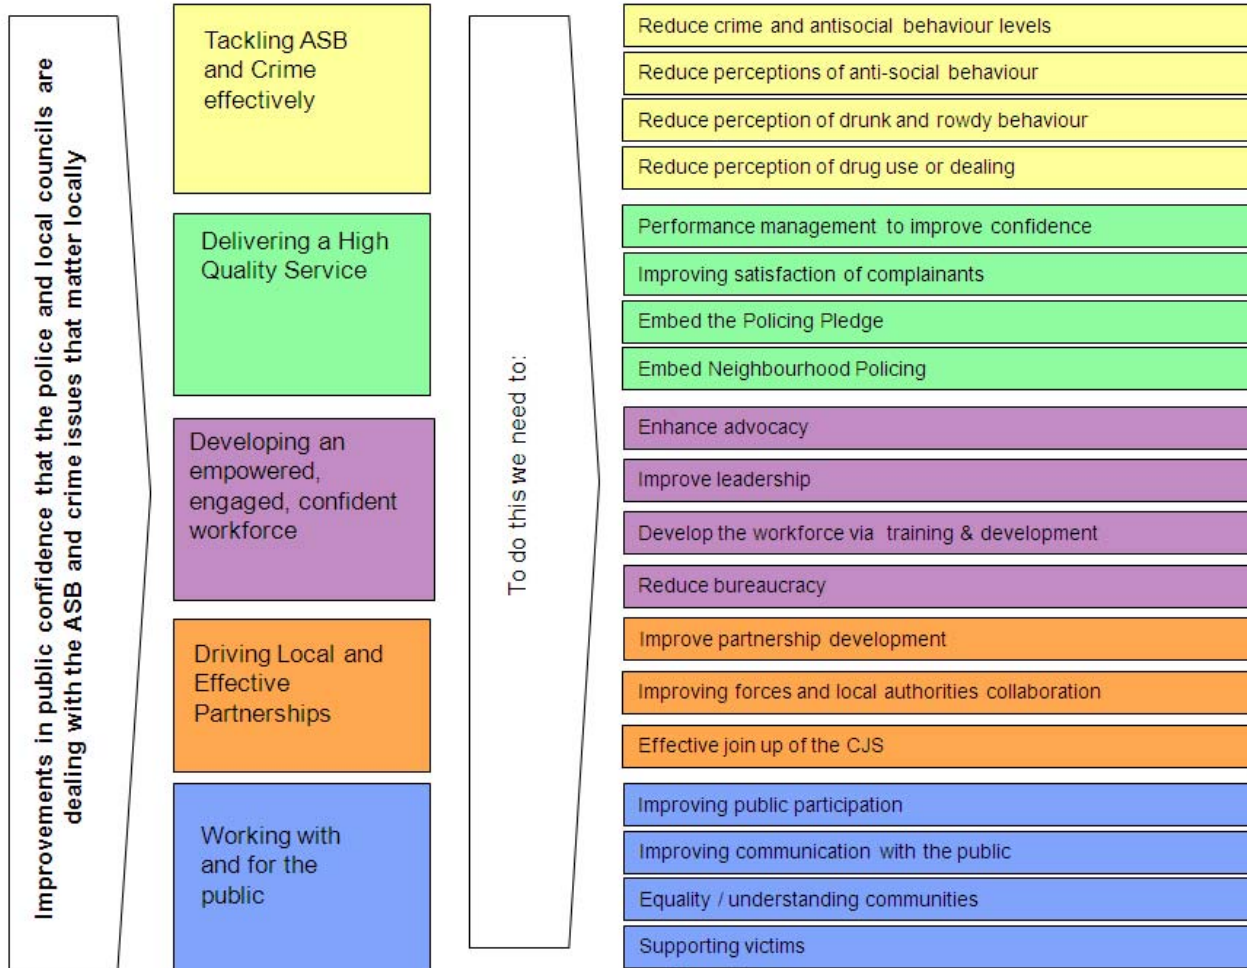 Improvements in public confidence that the police and local councils are
dealing with the ASB and crime issues that matter locally
Tackling ASB
and Crime
effectively
Delivering a High
Quality Service
Developing an
empowered,
engaged, confident
workforce
Driving Local and
Effective
Partnerships
Working with
and for the
public
To do this we need to:
Reduce crime and antisocial behaviour levels
Reduce perceptions of anti-social behaviour
Reduce perception of drunk and rowdy behaviour
Reduce perception of drug use or dealing
Performance management to improve confidence
Improving satisfaction of complainants
Embed the Policing Pledge
Embed Neighbourhood Policing
Enhance advocacy
Improve leadership
Develop the workforce via training & development
Reduce bureaucracy
Improve partnership development
Improving forces and local authorities collaboration
Effective join up of the CJS
Improving public participation
Improving communication with the public
Equality / understanding communities
Supporting victims